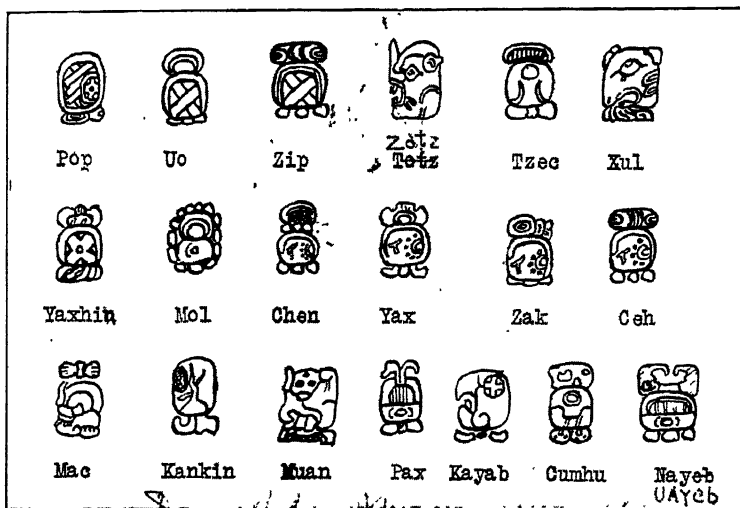 Pop Uo Zip Zotz Totz Tzec Xul
Yaxhin Mol Chen Yax Zak Ceh
Mac Kankin Muan Pax Kayab Cumhu Nayeb
UAYEb